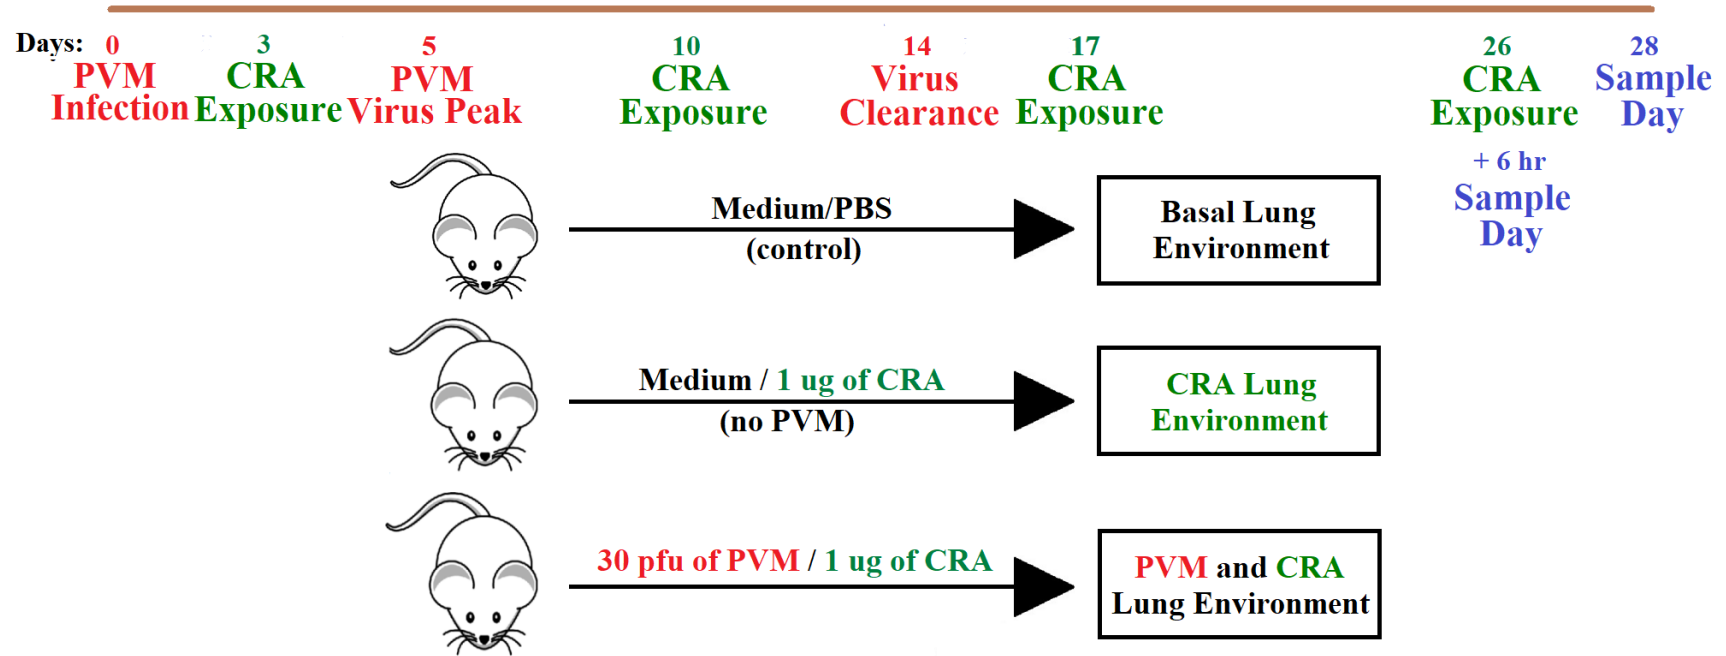 Days: 0 3 5 10 14 17 26 28
PVM Infection
CRA Exposure
PVM Virus Peak
CRA Exposure
Virus Clearance
CRA Exposure
CRA Exposure
Sample Day
+ 6 hr
Sample Day
Medium/PBS
(control)
Basal Lung
Environment
Medium / 1 ug of CRA
(no PVM)
CRA Lung
Environment
30 pfu of PVM / 1 ug of CRA
PVM and CRA
Lung Environment